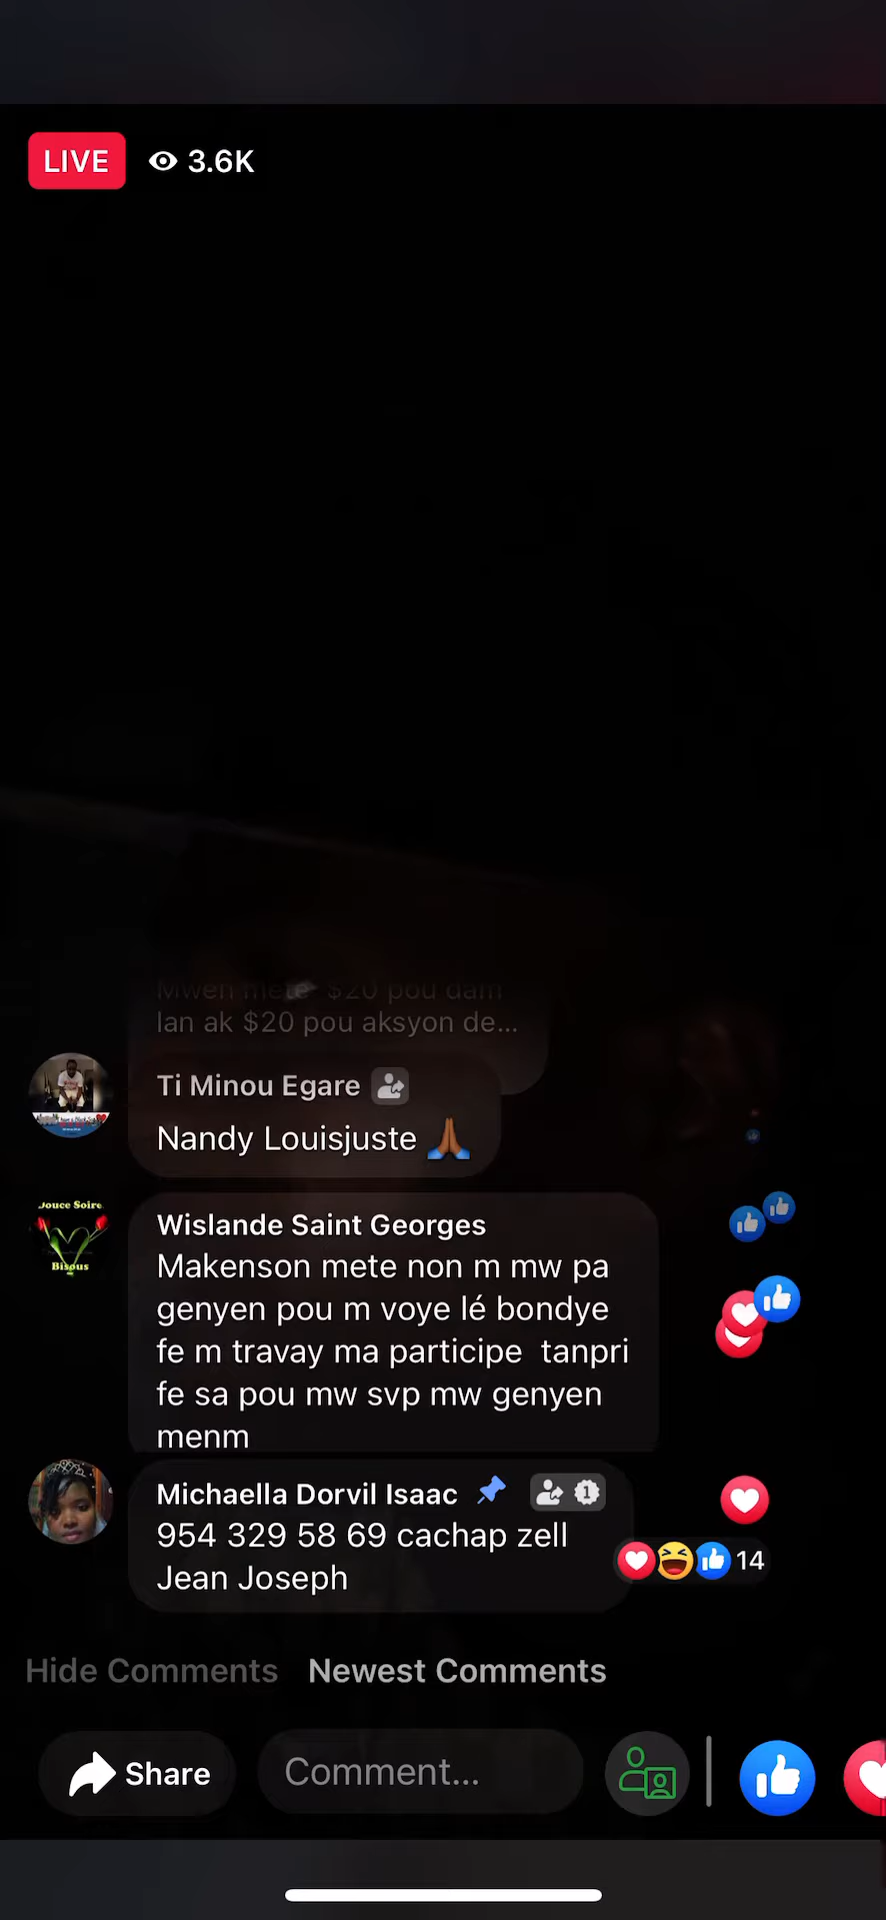 LIVE 3.6K
Mwen mete $20 pou dam
lan ak $20 pou aksyon de...
Ti Minou Egare
Nandy Louisjuste 🙏🏾
Jouce Soire
Bisous
Wislande Saint Georges
Makenson mete non m mw pa
genyen pou m voye lé bondye
fe m travay ma participe tanpri
fe sa pou mw svp mw genyen
menm
Michaella Dorvil Isaac 1
954 329 58 69 cachap zell
Jean Joseph
14
Hide Comments Newest Comments
Share Comment...